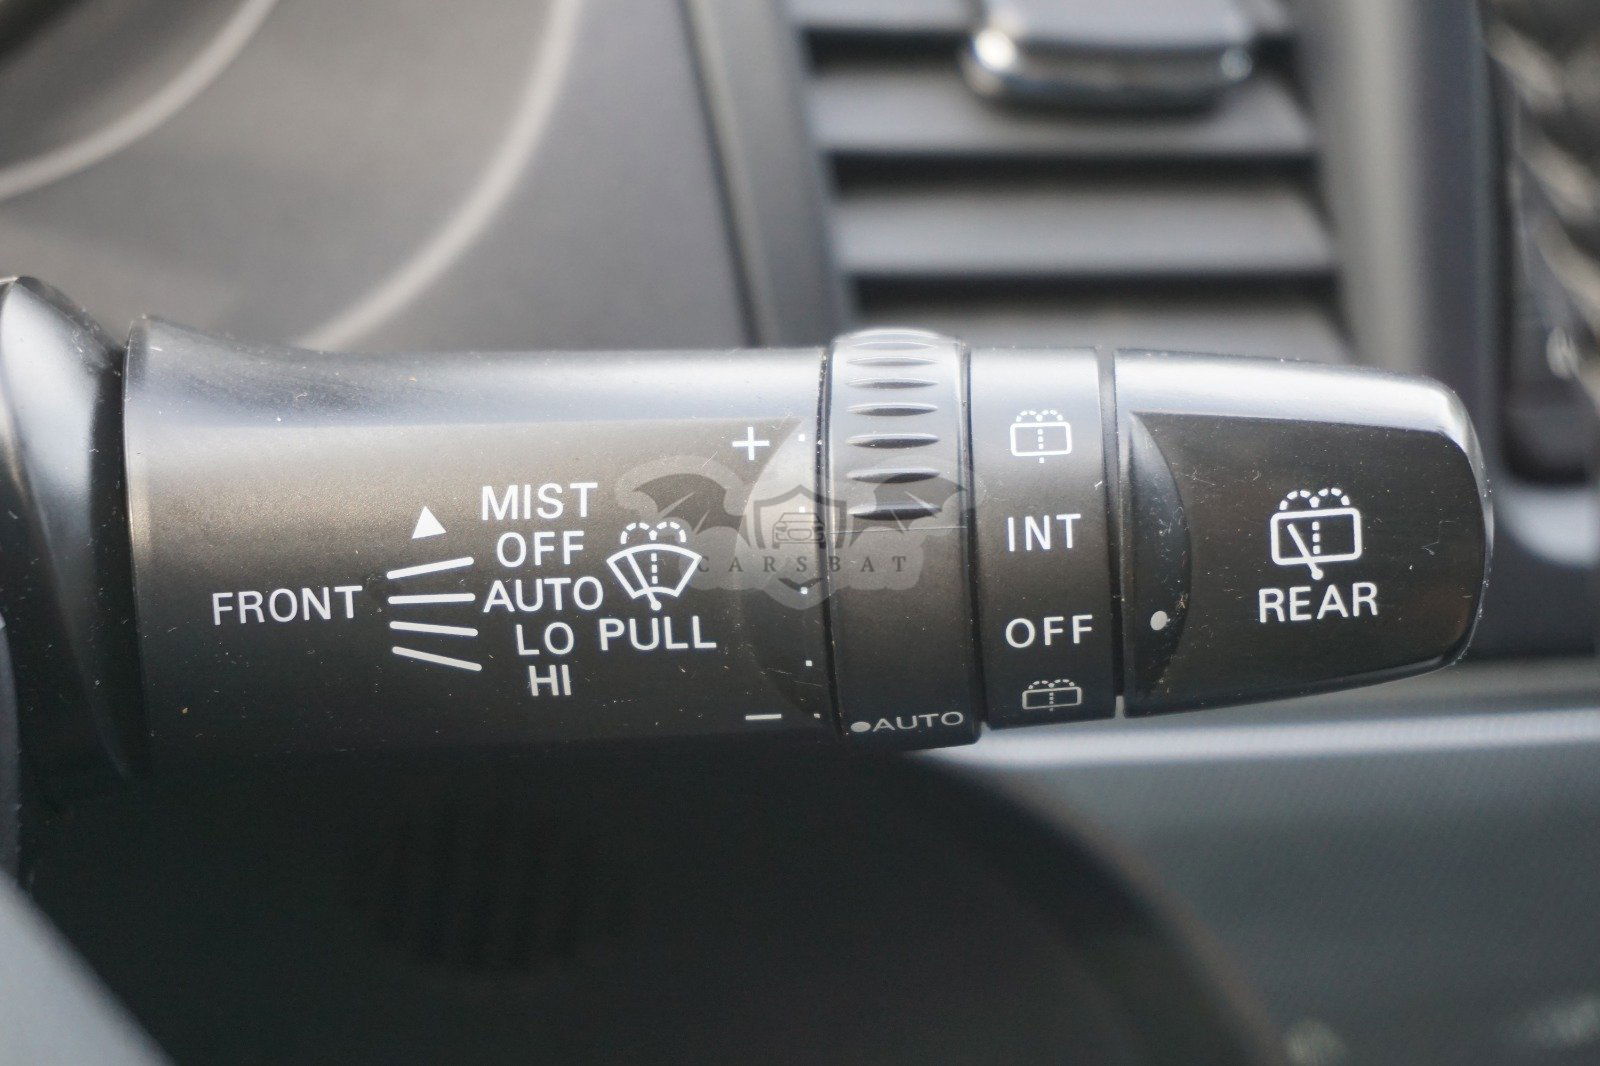 MIST
OFF
FRONT AUTO
LO PULL
HI
+
−
AUTO
INT
OFF
REAR
CARSBAT